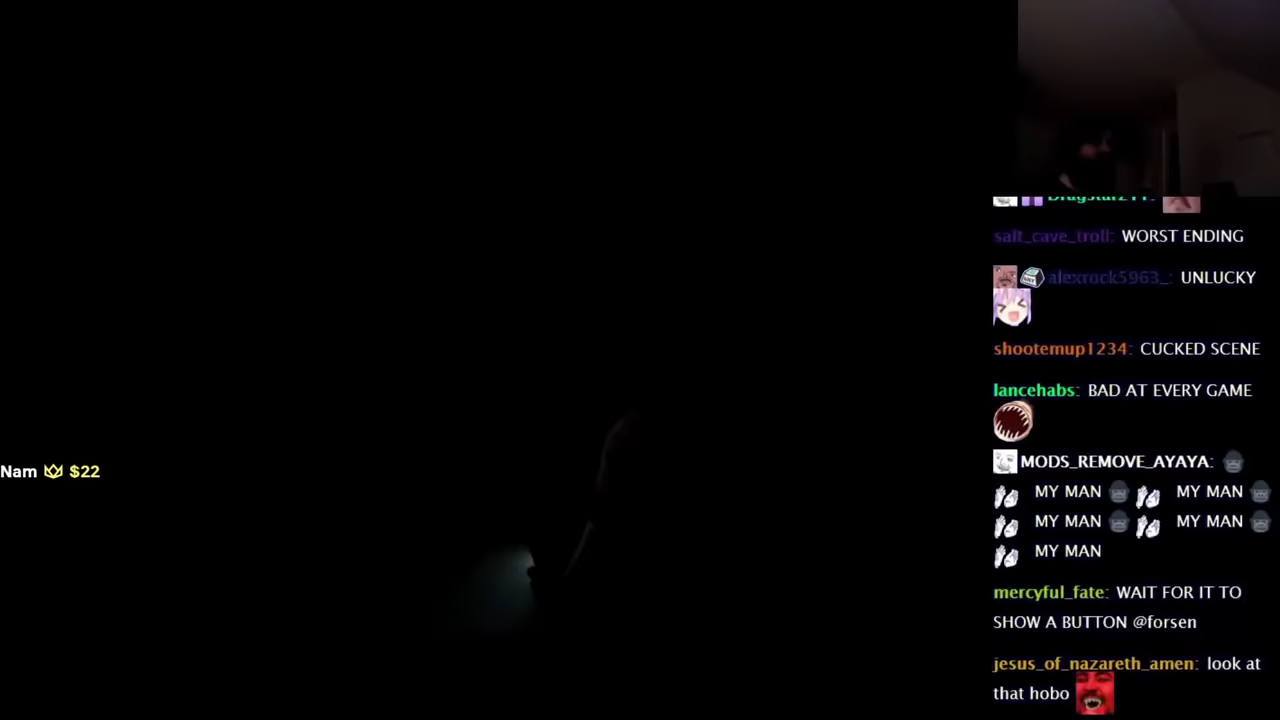 salt_cave_troll: WORST ENDING
alexrock5963_: UNLUCKY
shootemup1234: CUCKED SCENE
lancehabs: BAD AT EVERY GAME
Nam $22
MODS_REMOVE_AYAYA:
MY MAN MY MAN
MY MAN MY MAN
MY MAN
mercyful_fate: WAIT FOR IT TO
SHOW A BUTTON @forsen
jesus_of_nazareth_amen: look at
that hobo